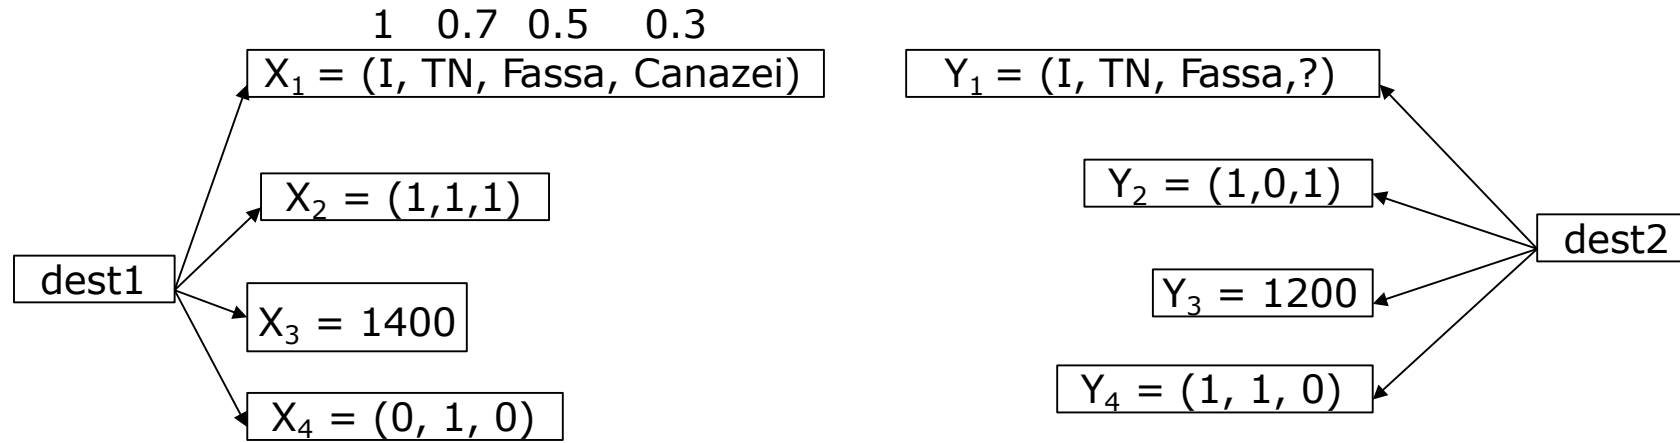 1 0.7 0.5 0.3
X₁ = (I, TN, Fassa, Canazei)
X₂ = (1,1,1)
dest1
X₃ = 1400
X₄ = (0, 1, 0)
Y₁ = (I, TN, Fassa,?)
Y₂ = (1,0,1)
dest2
Y₃ = 1200
Y₄ = (1, 1, 0)